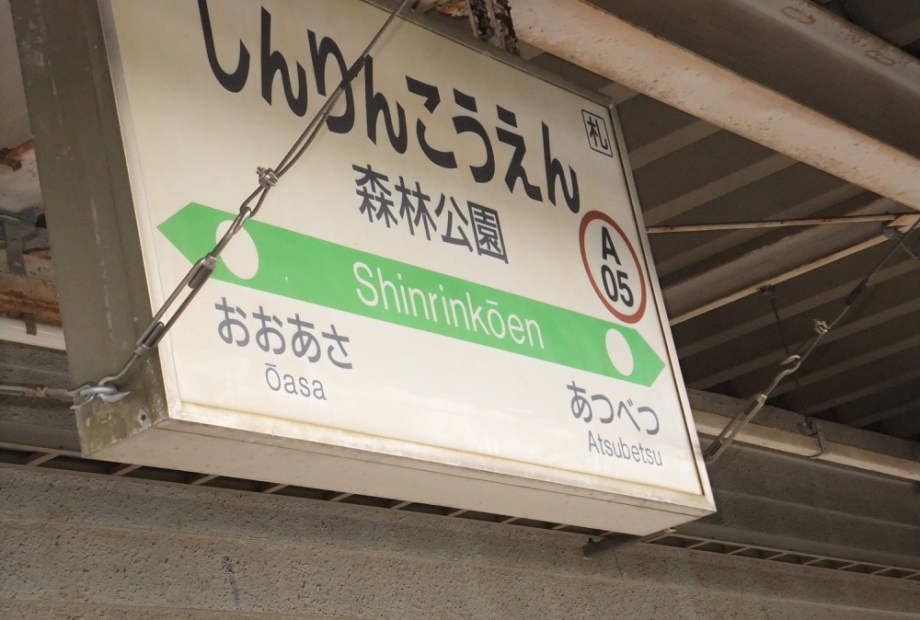 しんりんこうえん
札
森林公園
A
05
Shinrinkōen
おおあさ
Ōasa
あつべつ
Atsubetsu